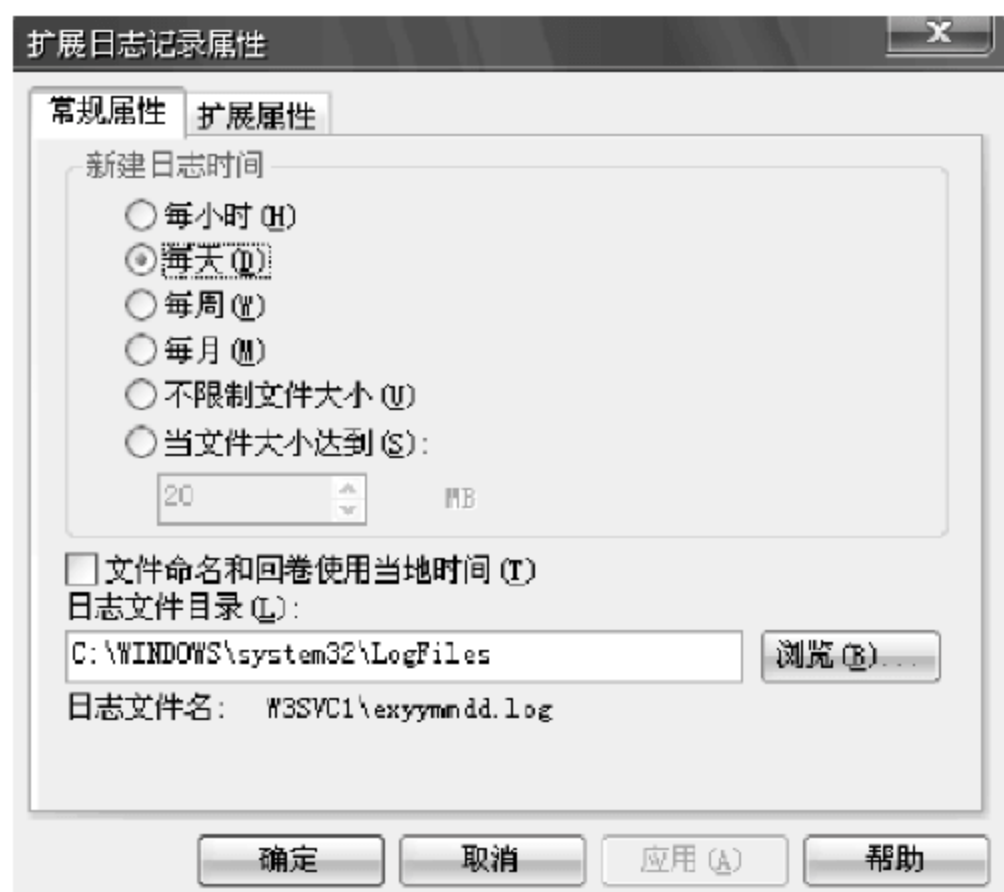 扩展日志记录属性
常规属性 扩展属性
新建日志时间
每小时(H)
每天(D)
每周(W)
每月(M)
不限制文件大小(U)
当文件大小达到(S):
20 MB
文件命名和回卷使用当地时间(T)
日志文件目录(L):
C:\WINDOWS\system32\LogFiles 浏览(B)...
日志文件名: W3SVC1\exyymmdd.log
确定 取消 应用(A) 帮助